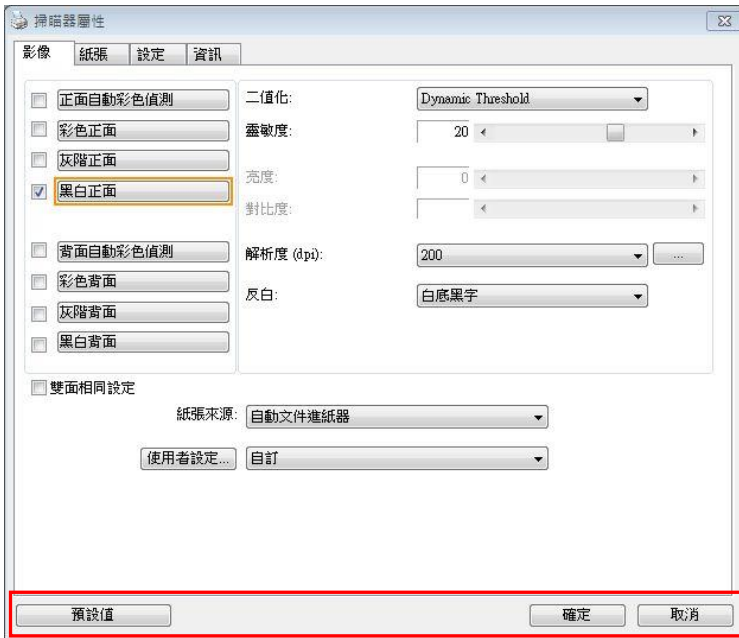 掃瞄器屬性
影像 紙張 設定 資訊
正面自動彩色偵測
彩色正面
灰階正面
黑白正面
背面自動彩色偵測
彩色背面
灰階背面
黑白背面
二值化: Dynamic Threshold
靈敏度: 20
亮度: 0
對比度:
解析度 (dpi): 200 ...
反白: 白底黑字
雙面相同設定
紙張來源: 自動文件進紙器
使用者設定... 自訂
預設值 確定 取消